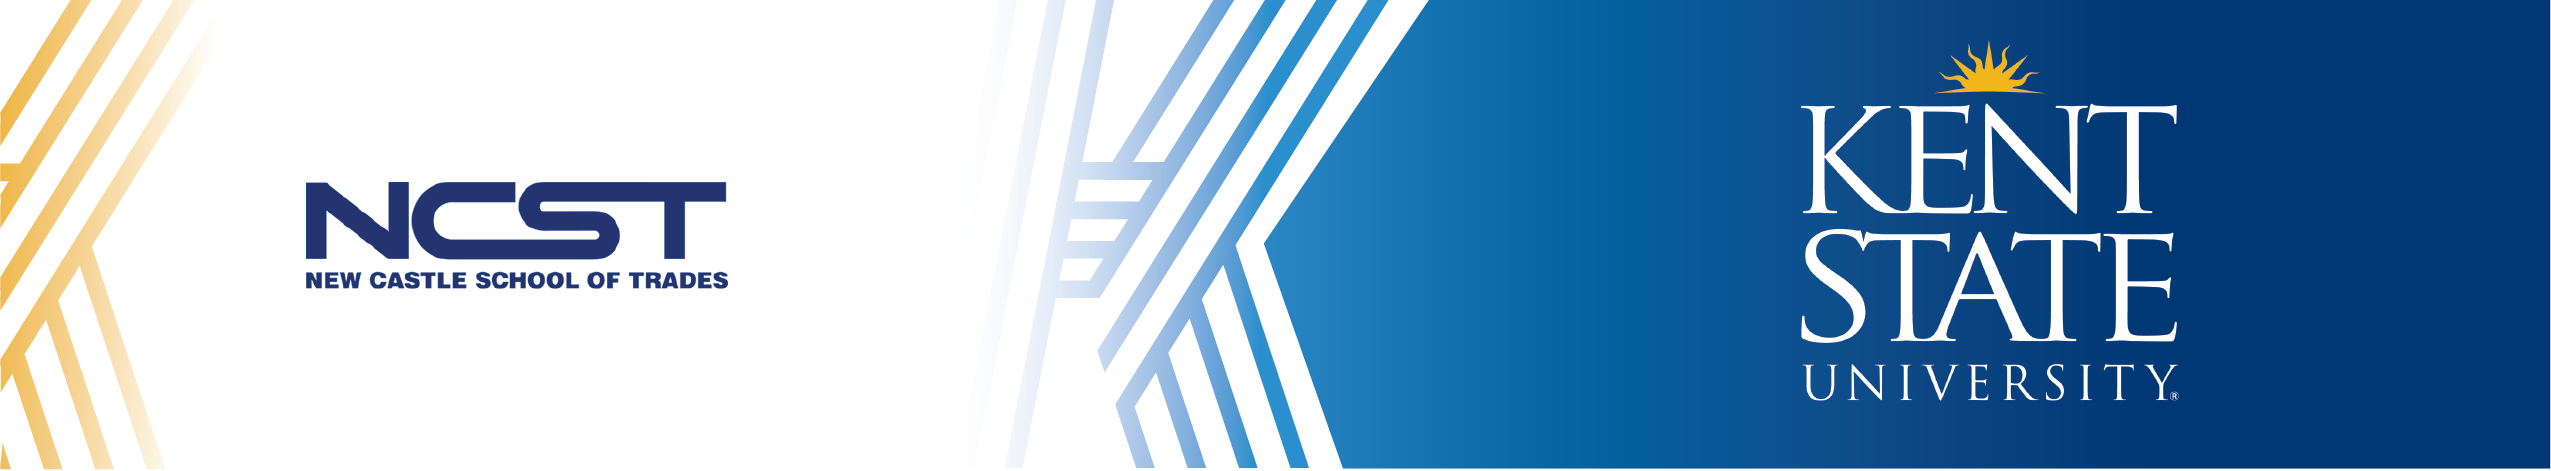 NCST
NEW CASTLE SCHOOL OF TRADES
KENT
STATE
UNIVERSITY®